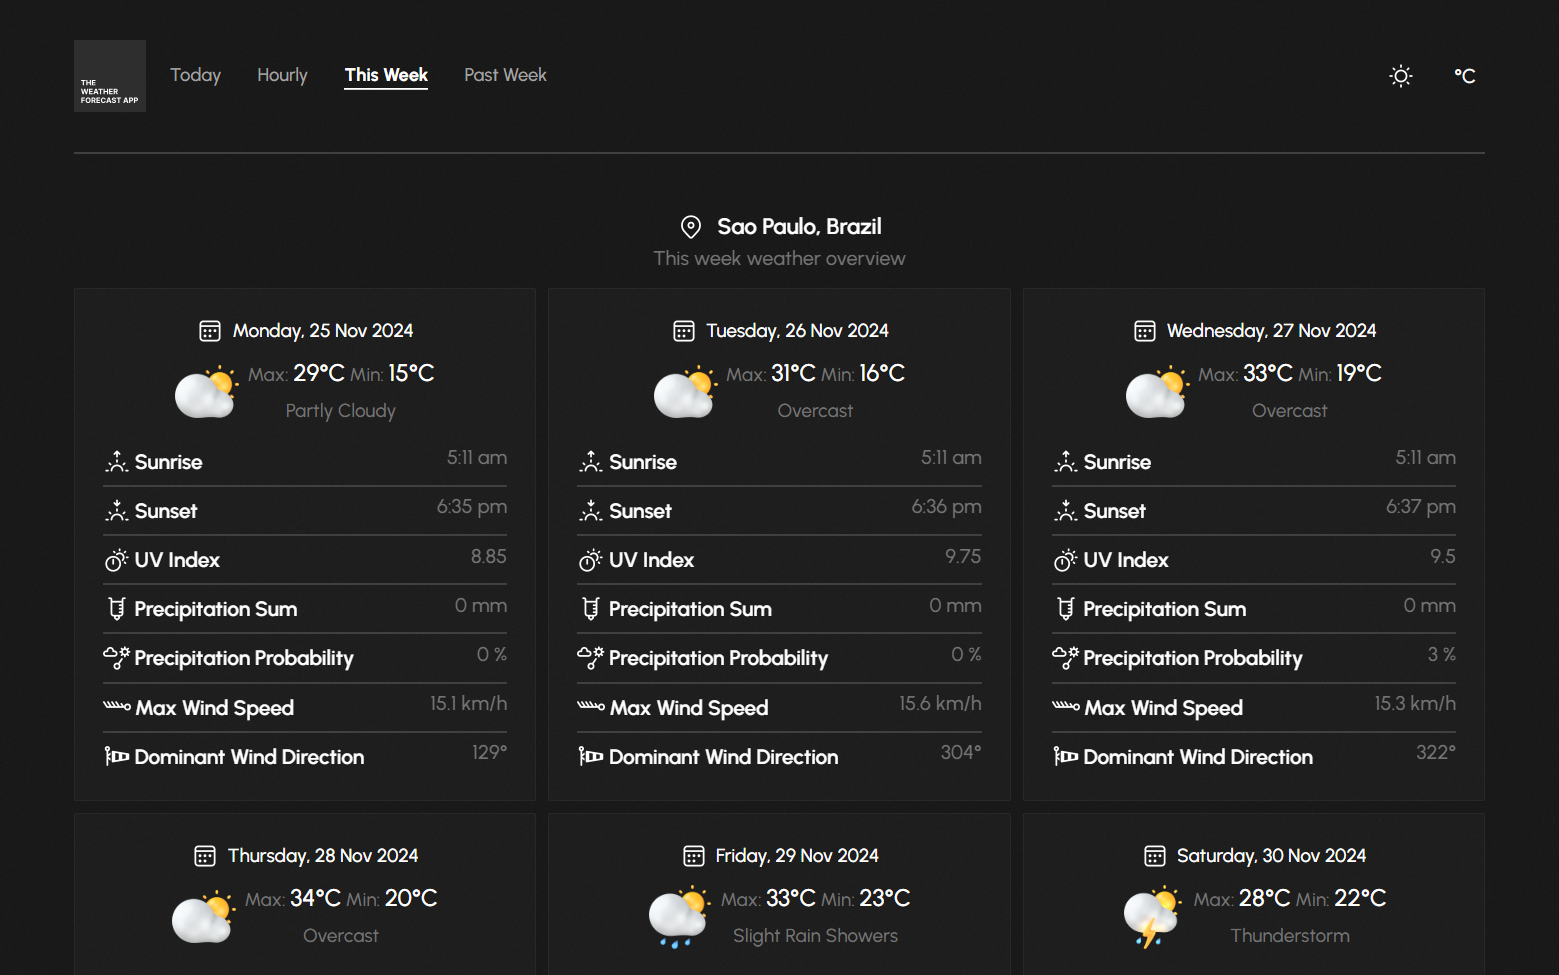 THE
WEATHER
FORECAST APP
Today
Hourly
This Week
Past Week
°C
Sao Paulo, Brazil
This week weather overview
Monday, 25 Nov 2024
Max: 29°C Min: 15°C
Partly Cloudy
Sunrise 5:11 am
Sunset 6:35 pm
UV Index 8.85
Precipitation Sum 0 mm
Precipitation Probability 0 %
Max Wind Speed 15.1 km/h
Dominant Wind Direction 129°
Tuesday, 26 Nov 2024
Max: 31°C Min: 16°C
Overcast
Sunrise 5:11 am
Sunset 6:36 pm
UV Index 9.75
Precipitation Sum 0 mm
Precipitation Probability 0 %
Max Wind Speed 15.6 km/h
Dominant Wind Direction 304°
Wednesday, 27 Nov 2024
Max: 33°C Min: 19°C
Overcast
Sunrise 5:11 am
Sunset 6:37 pm
UV Index 9.5
Precipitation Sum 0 mm
Precipitation Probability 3 %
Max Wind Speed 15.3 km/h
Dominant Wind Direction 322°
Thursday, 28 Nov 2024
Max: 34°C Min: 20°C
Overcast
Friday, 29 Nov 2024
Max: 33°C Min: 23°C
Slight Rain Showers
Saturday, 30 Nov 2024
Max: 28°C Min: 22°C
Thunderstorm